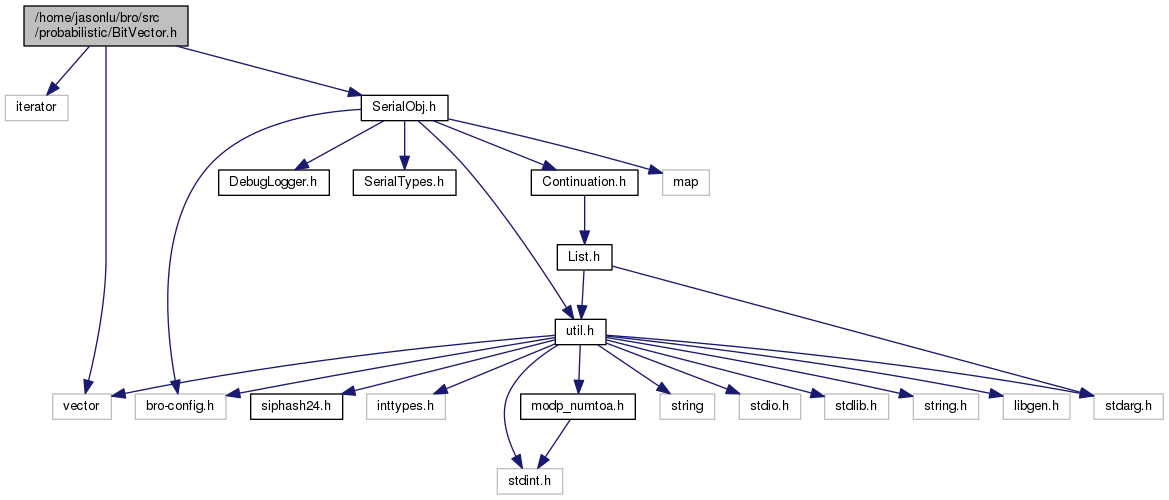 /home/jasonlu/bro/src
/probabilistic/BitVector.h
iterator
SerialObj.h
DebugLogger.h
SerialTypes.h
Continuation.h
map
List.h
util.h
vector
bro-config.h
siphash24.h
inttypes.h
modp_numtoa.h
string
stdio.h
stdlib.h
string.h
libgen.h
stdarg.h
stdint.h